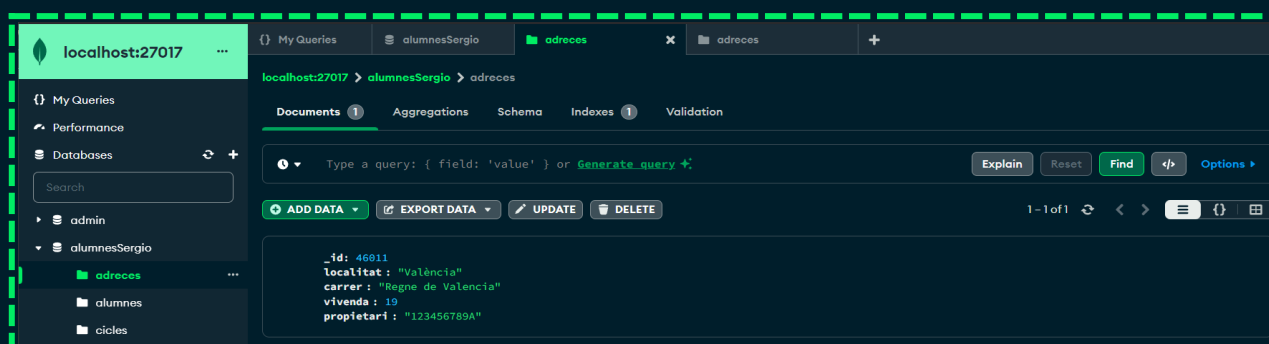 localhost:27017 ...
{} My Queries
Performance
Databases
Search
admin
alumnesSergio
adreces ...
alumnes
cicles
{} My Queries
alumnesSergio
adreces
adreces
localhost:27017 > alumnesSergio > adreces
Documents 1 Aggregations Schema Indexes 1 Validation
Type a query: { field: 'value' } or Generate query
Explain Reset Find </> Options
ADD DATA EXPORT DATA UPDATE DELETE
1–1 of 1 {}
_id: 46011
localitat : "València"
carrer : "Regne de Valencia"
vivenda : 19
propietari : "123456789A"